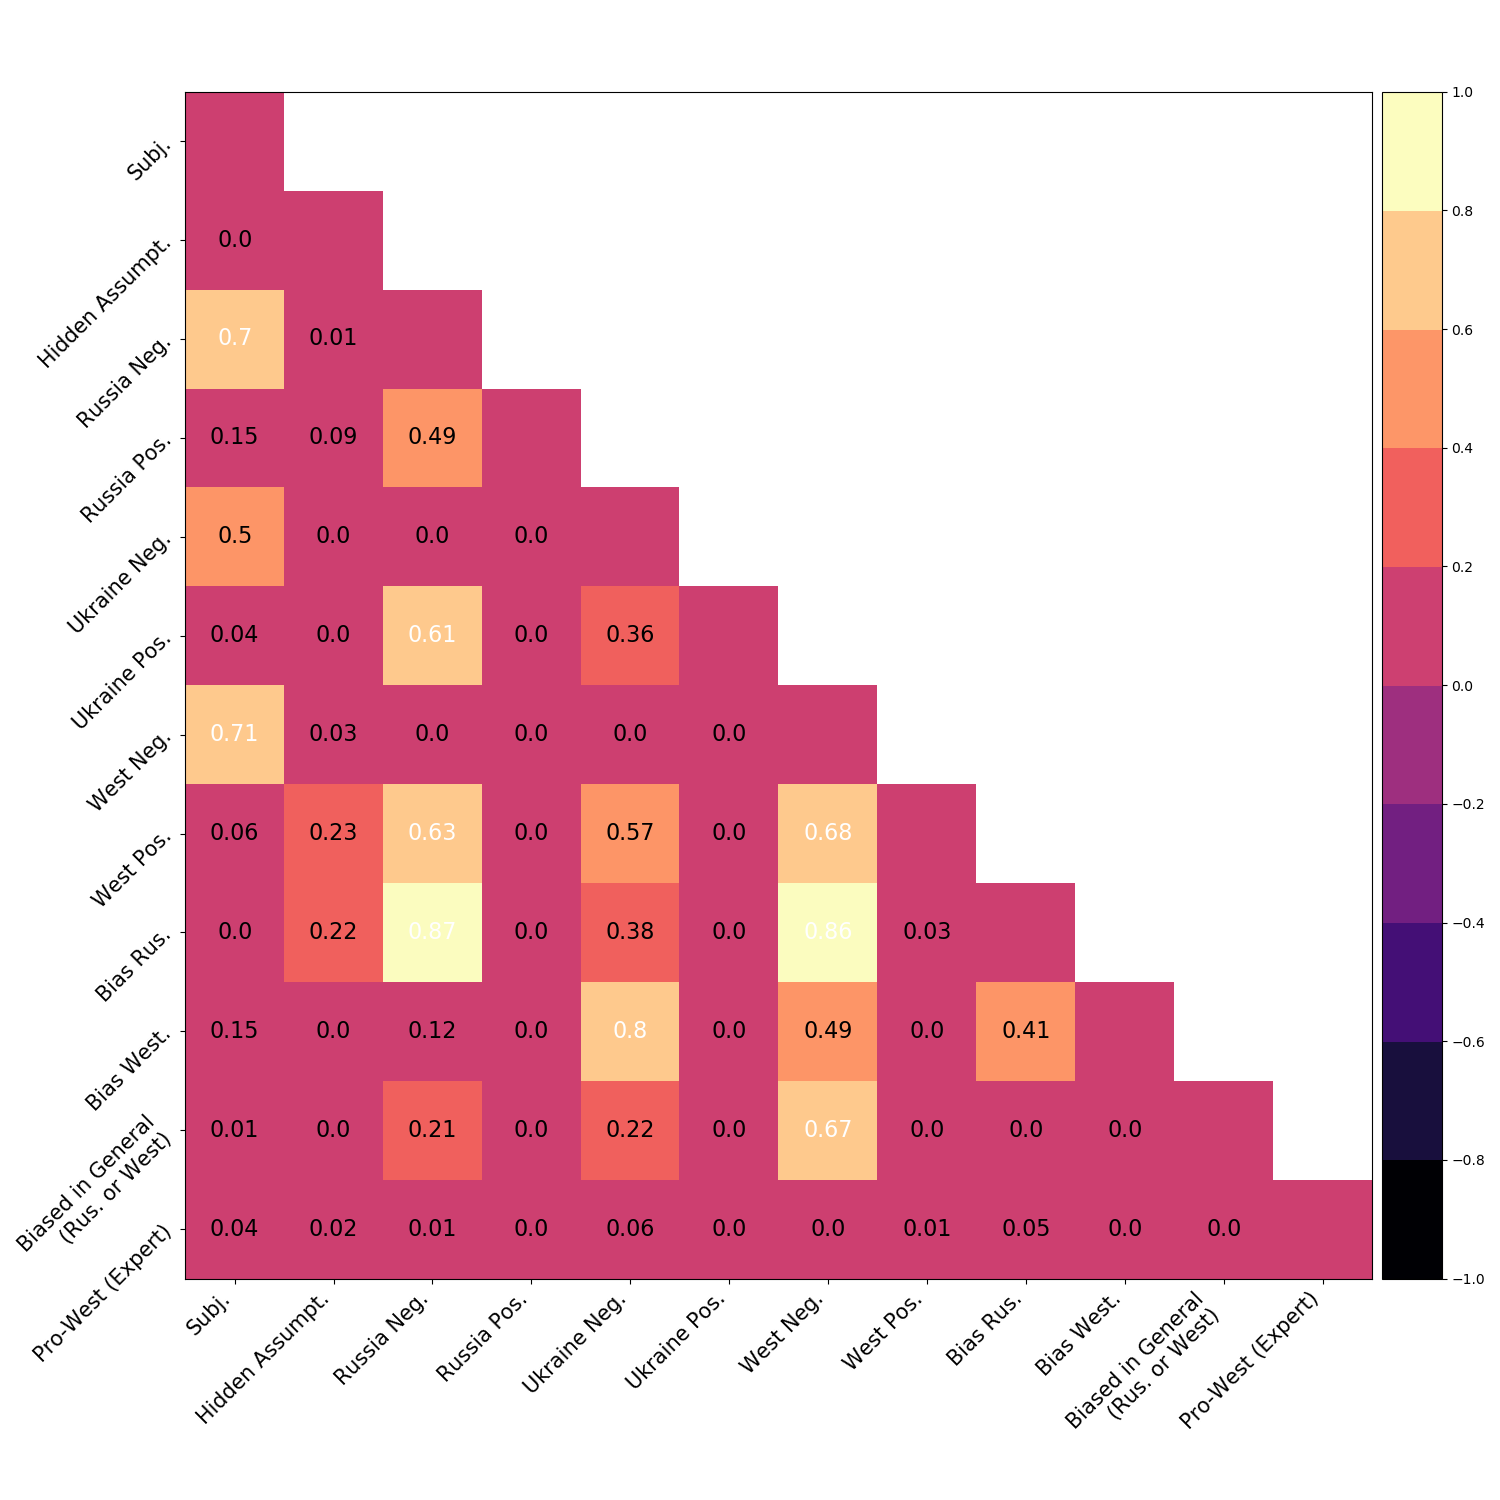 1.0
Subj.
0.8
Hidden Assumpt.
0.0
Russia Neg.
0.7 0.01
0.6
Russia Pos.
0.15 0.09 0.49
0.4
Ukraine Neg.
0.5 0.0 0.0 0.0
0.2
Ukraine Pos.
0.04 0.0 0.61 0.0 0.36
0.0
West Neg.
0.71 0.03 0.0 0.0 0.0 0.0
−0.2
West Pos.
0.06 0.23 0.63 0.0 0.57 0.0 0.68
−0.4
Bias Rus.
0.0 0.22 0.87 0.0 0.38 0.0 0.86 0.03
Bias West.
0.15 0.0 0.12 0.0 0.8 0.0 0.49 0.0 0.41
−0.6
Biased in General
(Rus. or West)
0.01 0.0 0.21 0.0 0.22 0.0 0.67 0.0 0.0 0.0
−0.8
Pro-West (Expert)
0.04 0.02 0.01 0.0 0.06 0.0 0.0 0.01 0.05 0.0 0.0
−1.0
Subj.
Hidden Assumpt.
Russia Neg.
Russia Pos.
Ukraine Neg.
Ukraine Pos.
West Neg.
West Pos.
Bias Rus.
Bias West.
Biased in General
(Rus. or West)
Pro-West (Expert)